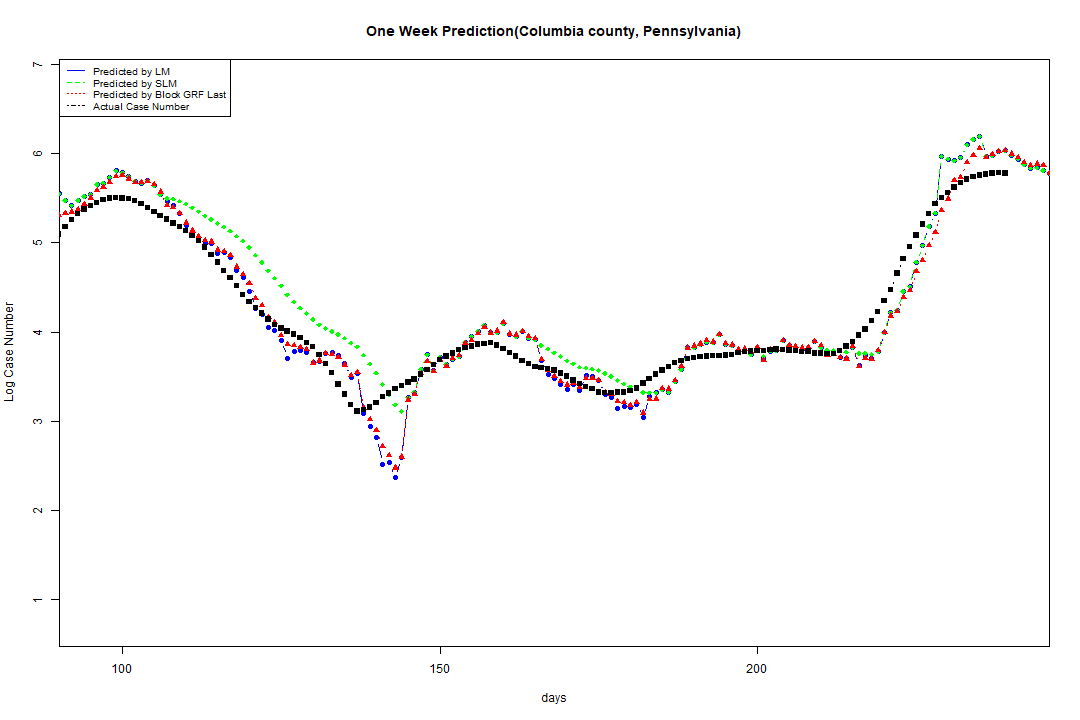 One Week Prediction(Columbia county, Pennsylvania)
Predicted by LM
Predicted by SLM
Predicted by Block GRF Last
Actual Case Number
7
6
5
4
3
2
1
Log Case Number
100 150 200
days